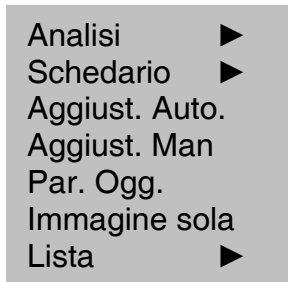 Analisi ▶
Schedario ▶
Aggiust. Auto.
Aggiust. Man
Par. Ogg.
Immagine sola
Lista ▶